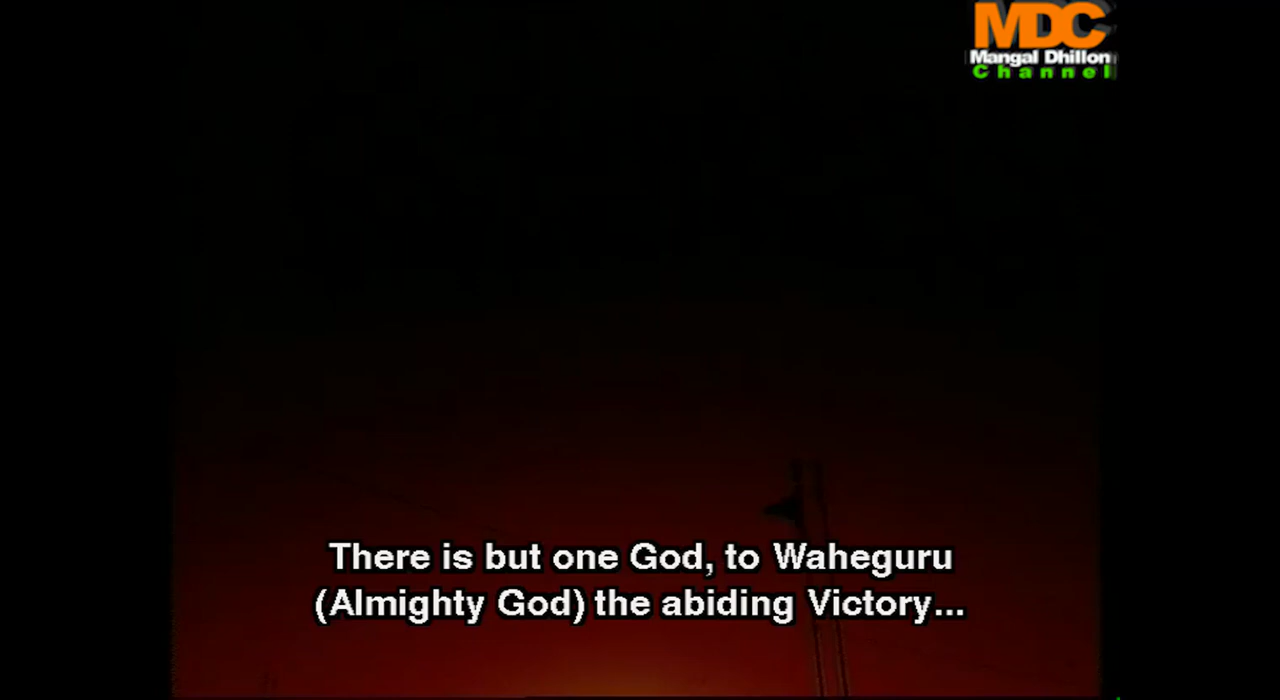 MDC
Mangal Dhillon
Channel
There is but one God, to Waheguru
(Almighty God) the abiding Victory...